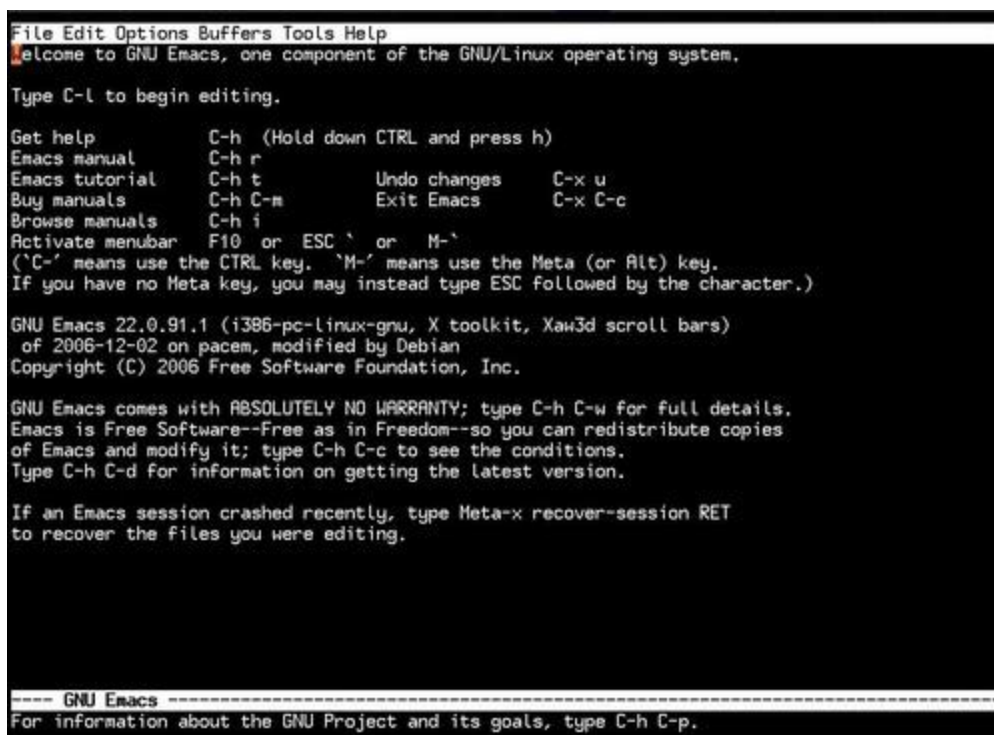 File Edit Options Buffers Tools Help
Welcome to GNU Emacs, one component of the GNU/Linux operating system.
Type C-l to begin editing.
Get help C-h (Hold down CTRL and press h)
Emacs manual C-h r
Emacs tutorial C-h t Undo changes C-x u
Buy manuals C-h C-m Exit Emacs C-x C-c
Browse manuals C-h i
Activate menubar F10 or ESC ` or M-`
(`C-' means use the CTRL key. `M-' means use the Meta (or Alt) key.
If you have no Meta key, you may instead type ESC followed by the character.)
GNU Emacs 22.0.91.1 (i386-pc-linux-gnu, X toolkit, Xaw3d scroll bars)
of 2006-12-02 on pacem, modified by Debian
Copyright (C) 2006 Free Software Foundation, Inc.
GNU Emacs comes with ABSOLUTELY NO WARRANTY; type C-h C-w for full details.
Emacs is Free Software--Free as in Freedom--so you can redistribute copies
of Emacs and modify it; type C-h C-c to see the conditions.
Type C-h C-d for information on getting the latest version.
If an Emacs session crashed recently, type Meta-x recover-session RET
to recover the files you were editing.
---- GNU Emacs ----------------------------------------------------------------
For information about the GNU Project and its goals, type C-h C-p.